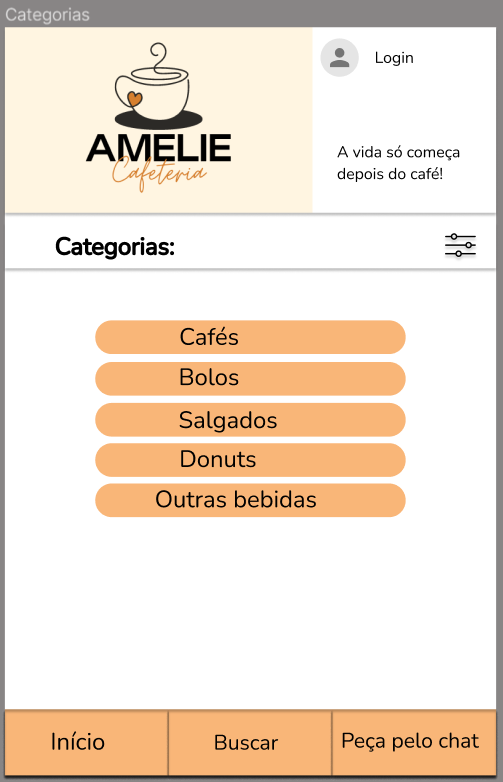 Categorias
AMELIE
Cafeteria
Login
A vida só começa
depois do café!
Categorias:
Cafés
Bolos
Salgados
Donuts
Outras bebidas
Início
Buscar
Peça pelo chat